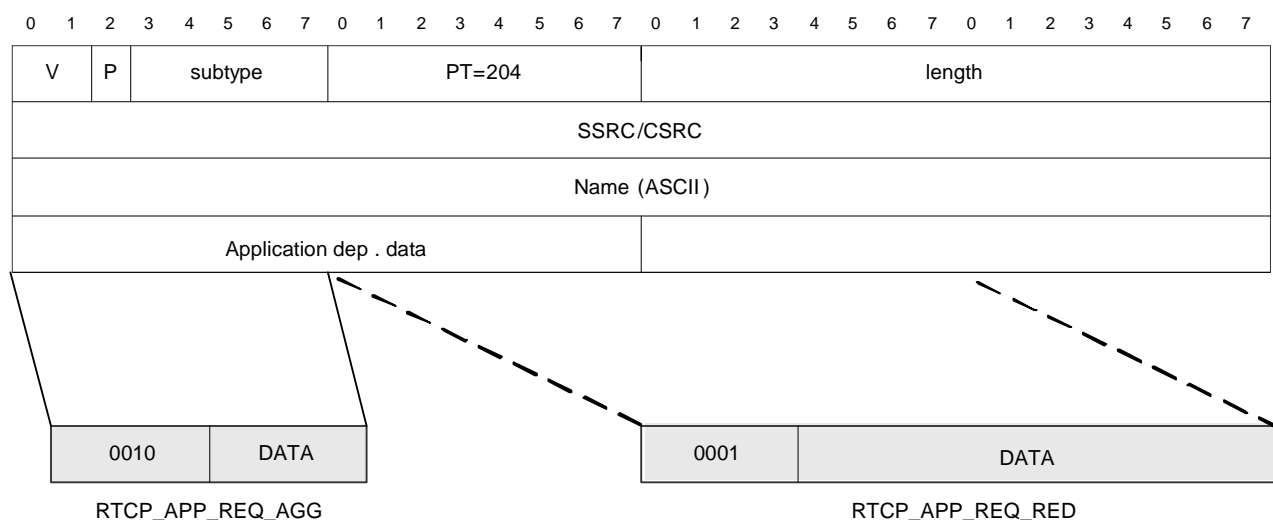 0 1 2 3 4 5 6 7 0 1 2 3 4 5 6 7 0 1 2 3 4 5 6 7 0 1 2 3 4 5 6 7
V P subtype PT=204 length
SSRC/CSRC
Name (ASCII)
Application dep . data
0010 DATA 0001 DATA
RTCP_APP_REQ_AGG RTCP_APP_REQ_RED